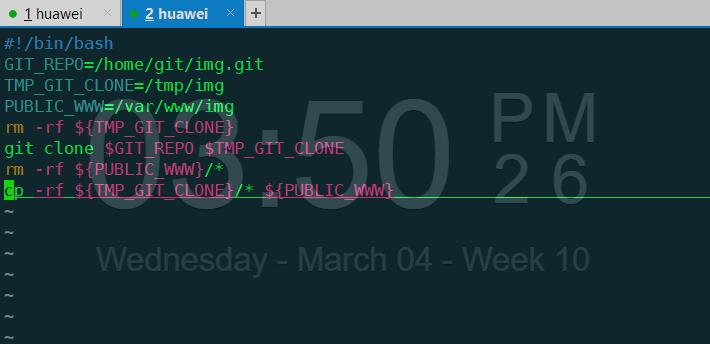 1 huawei
2 huawei
#!/bin/bash
GIT_REPO=/home/git/img.git
TMP_GIT_CLONE=/tmp/img
PUBLIC_WWW=/var/www/img
rm -rf ${TMP_GIT_CLONE}
git clone $GIT_REPO $TMP_GIT_CLONE
rm -rf ${PUBLIC_WWW}/*
cp -rf ${TMP_GIT_CLONE}/* ${PUBLIC_WWW}
~
~
~
~
~
~
~
03:50
PM
26
Wednesday - March 04 - Week 10